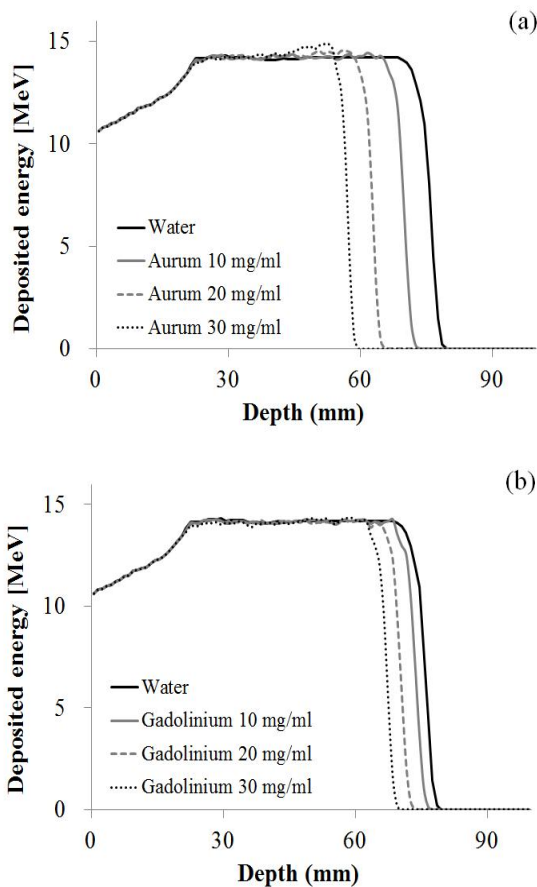 (a)
Deposited energy [MeV]
15
10
5
0
Water
Aurum 10 mg/ml
Aurum 20 mg/ml
Aurum 30 mg/ml
0 30 60 90
Depth (mm)
(b)
Deposited energy [MeV]
15
10
5
0
Water
Gadolinium 10 mg/ml
Gadolinium 20 mg/ml
Gadolinium 30 mg/ml
0 30 60 90
Depth (mm)